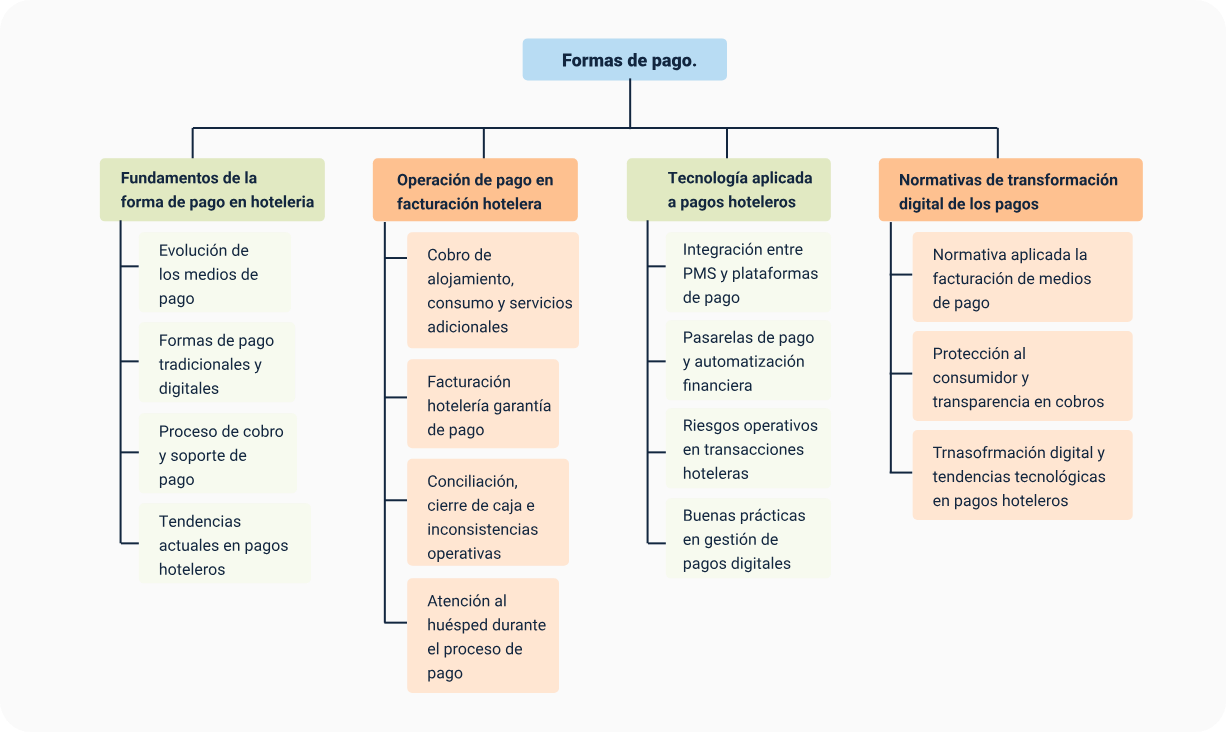 Formas de pago.
Fundamentos de la
forma de pago en hoteleria
Evolución de
los medios de
pago
Formas de pago
tradicionales y
digitales
Proceso de cobro
y soporte de
pago
Tendencias
actuales en pagos
hoteleros
Operación de pago en
facturación hotelera
Cobro de
alojamiento,
consumo y servicios
adicionales
Facturación
hotelería garantía
de pago
Conciliación,
cierre de caja e
inconsistencias
operativas
Atención al
huésped durante
el proceso de
pago
Tecnología aplicada
a pagos hoteleros
Integración entre
PMS y plataformas
de pago
Pasarelas de pago
y automatización
financiera
Riesgos operativos
en transacciones
hoteleras
Buenas prácticas
en gestión de
pagos digitales
Normativas de transformación
digital de los pagos
Normativa aplicada la
facturación de medios
de pago
Protección al
consumidor y
transparencia en cobros
Trnasofrmación digital y
tendencias tecnológicas
en pagos hoteleros